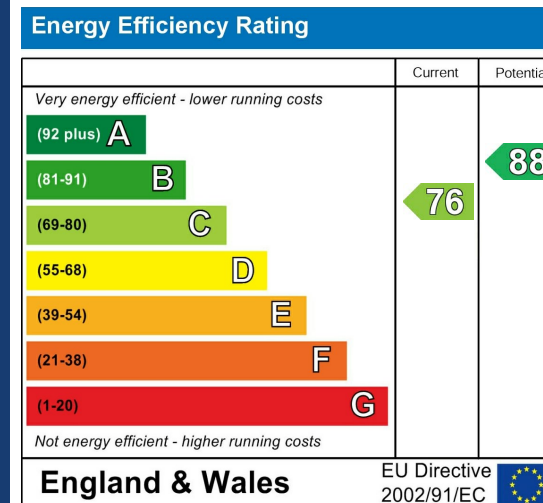 Energy Efficiency Rating
Current
Very energy efficient - lower running costs
(92 plus) A
(81-91) B
(69-80) C
(55-68) D
(39-54) E
(21-38) F
(1-20) G
76
88
Not energy efficient - higher running costs
England & Wales
EU Directive
2002/91/EC